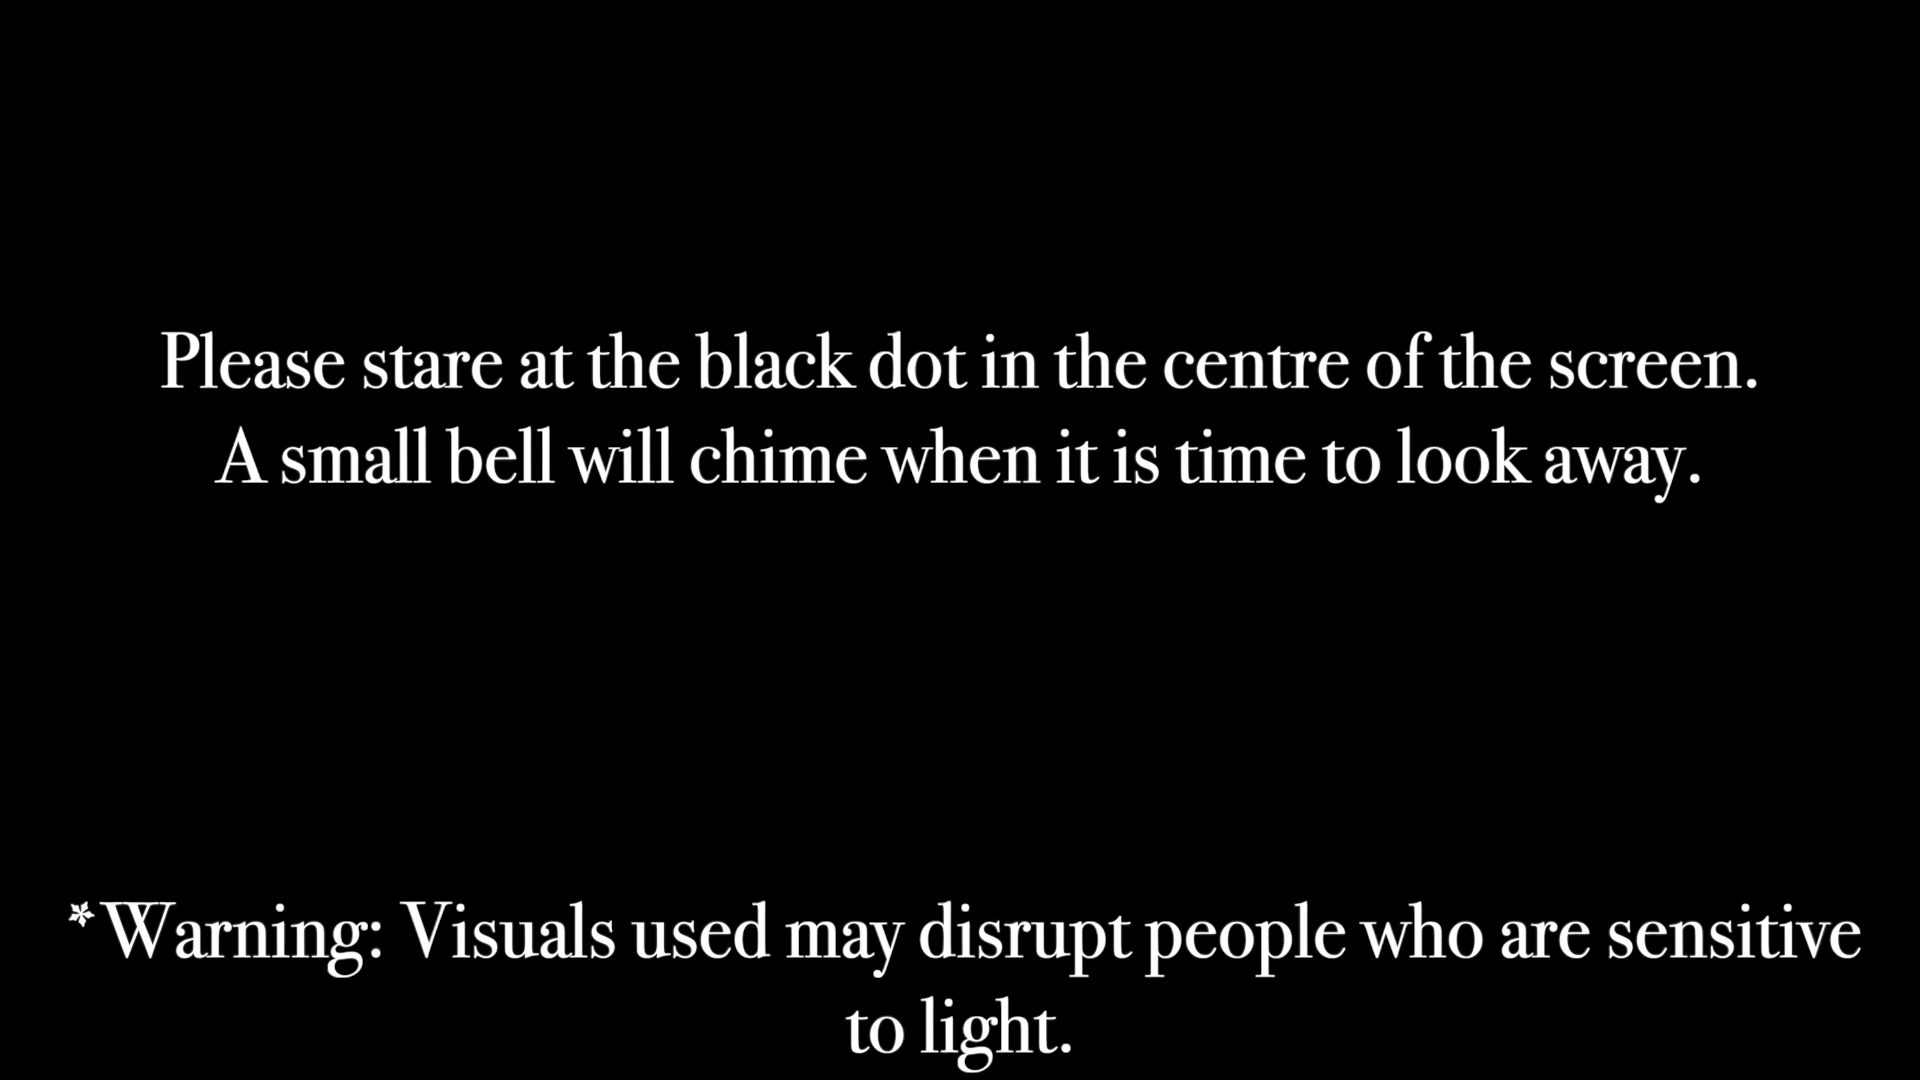 Please stare at the black dot in the centre of the screen.
A small bell will chime when it is time to look away.
*Warning: Visuals used may disrupt people who are sensitive
to light.